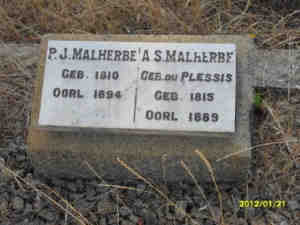 P.J.MALHERBE
GEB. 1810
OORL 1894
A S.MALHERBE
GEB. DU PLESSIS
GEB. 1815
OORL 1889
2012/01/21